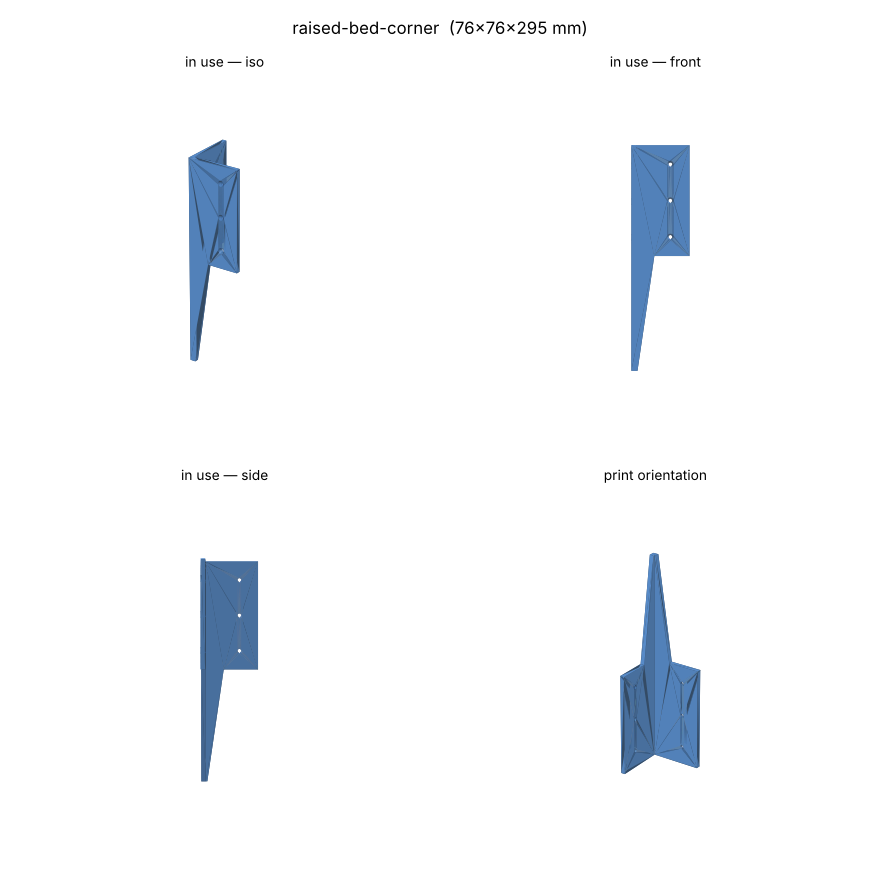 raised-bed-corner (76×76×295 mm)
in use — iso
in use — front
in use — side
print orientation